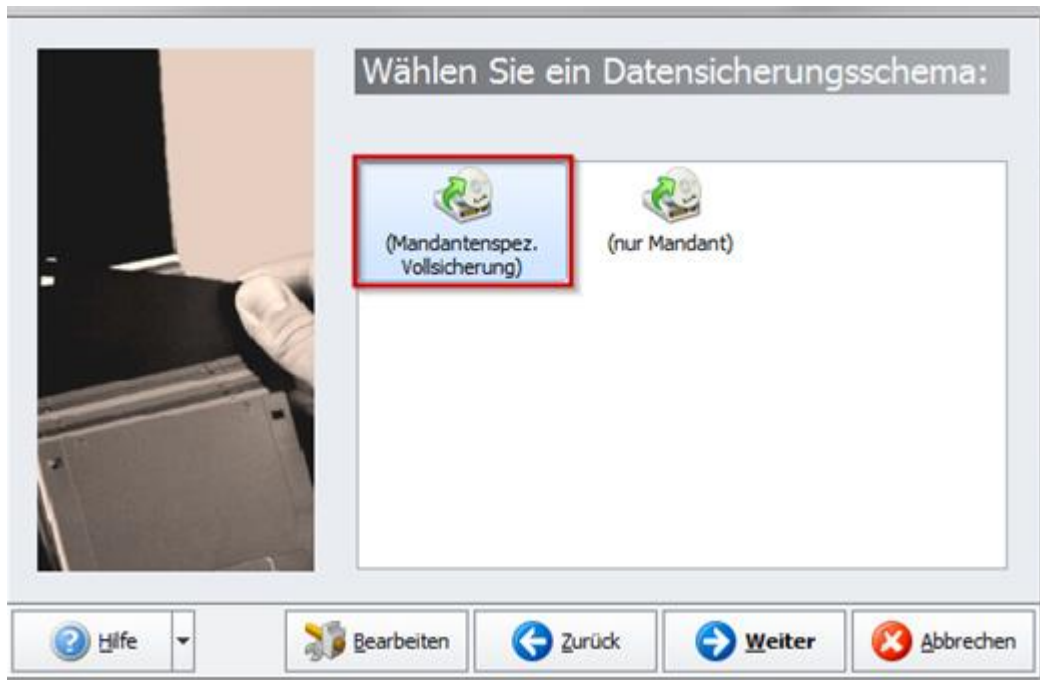 Wählen Sie ein Datensicherungsschema:
(Mandantenspez.
Vollsicherung)
(nur Mandant)
Hilfe
Bearbeiten
Zurück
Weiter
Abbrechen